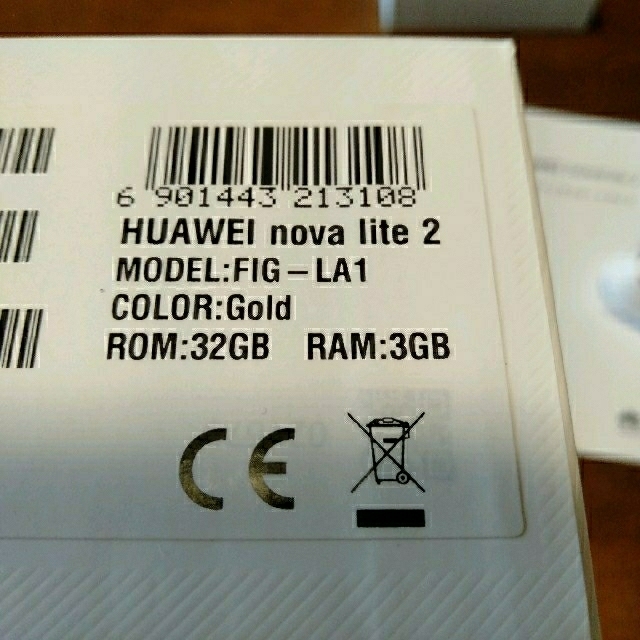 6 901443 213108
HUAWEI nova lite 2
MODEL:FIG-LA1
COLOR:Gold
ROM:32GB RAM:3GB
CE